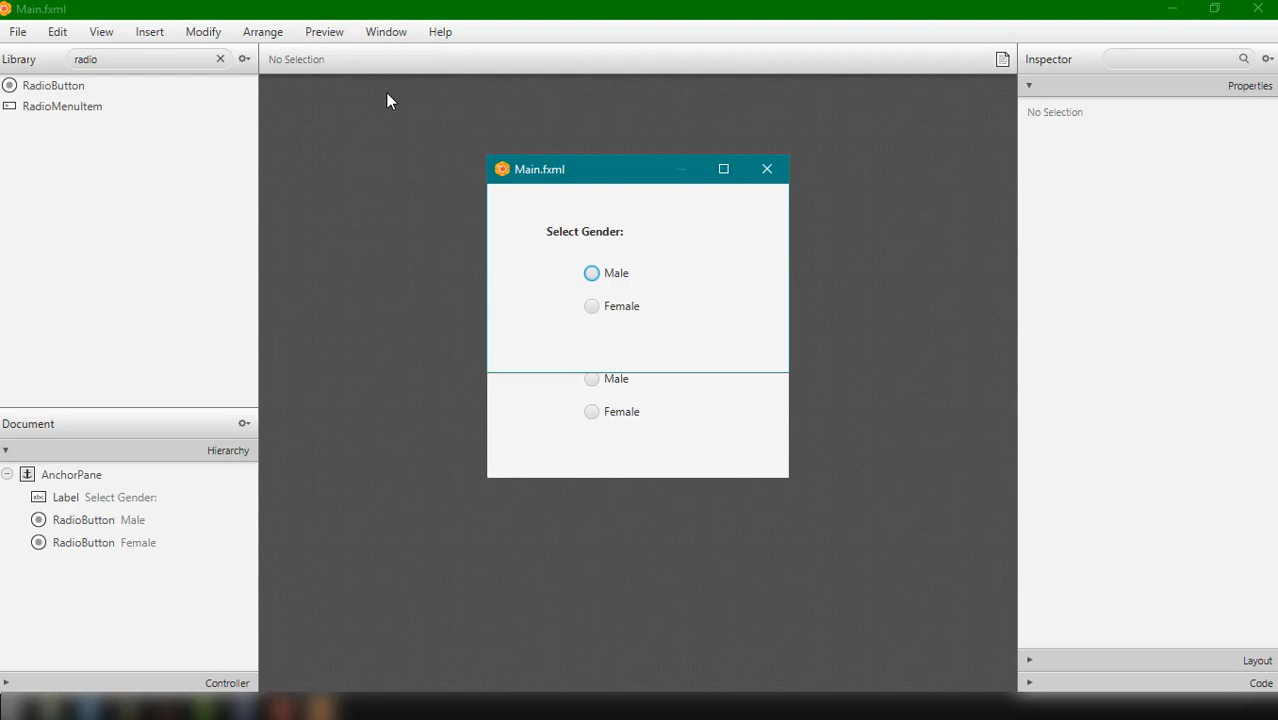 Main.fxml
File Edit View Insert Modify Arrange Preview Window Help
Library radio
No Selection
Inspector
RadioButton
RadioMenuItem
Properties
No Selection
Main.fxml
Select Gender:
Male
Female
Male
Female
Document
Hierarchy
AnchorPane
Label Select Gender:
RadioButton Male
RadioButton Female
Controller
Layout
Code